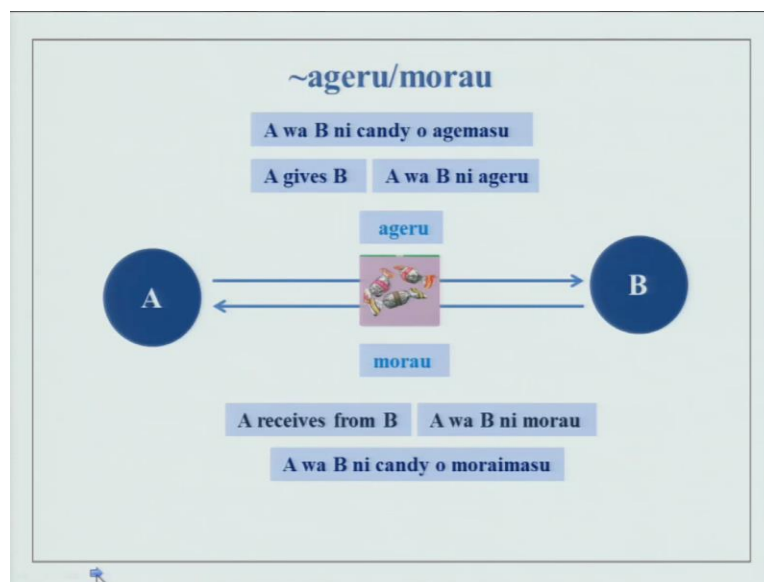 ~ageru/morau
A wa B ni candy o agemasu
A gives B A wa B ni ageru
ageru
A
B
morau
A receives from B A wa B ni morau
A wa B ni candy o moraimasu